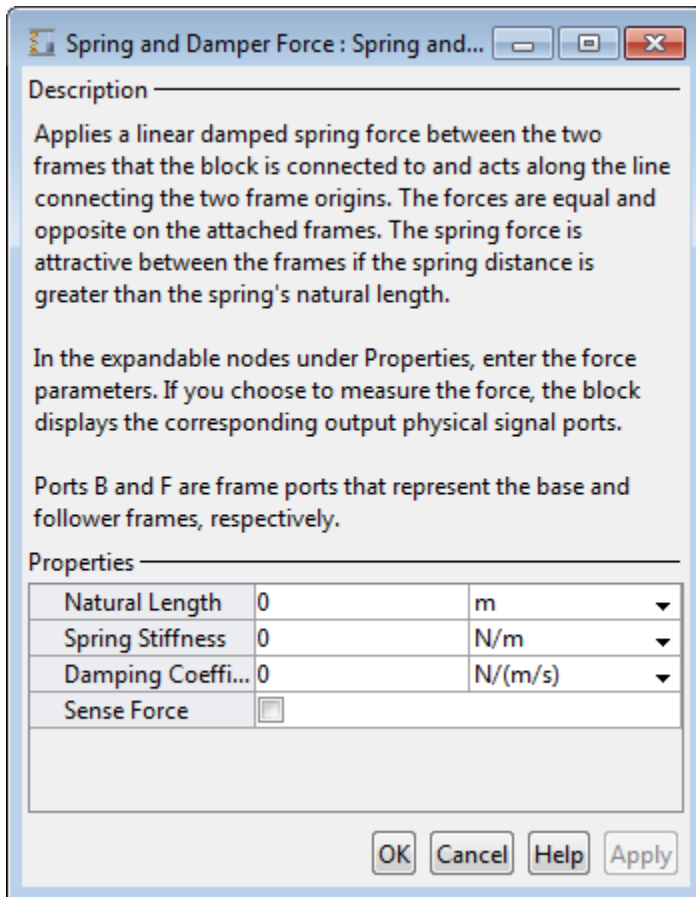 Spring and Damper Force : Spring and...
Description
Applies a linear damped spring force between the two
frames that the block is connected to and acts along the line
connecting the two frame origins. The forces are equal and
opposite on the attached frames. The spring force is
attractive between the frames if the spring distance is
greater than the spring's natural length.
In the expandable nodes under Properties, enter the force
parameters. If you choose to measure the force, the block
displays the corresponding output physical signal ports.
Ports B and F are frame ports that represent the base and
follower frames, respectively.
Properties
Natural Length 0 m
Spring Stiffness 0 N/m
Damping Coeffi... 0 N/(m/s)
Sense Force
OK Cancel Help Apply